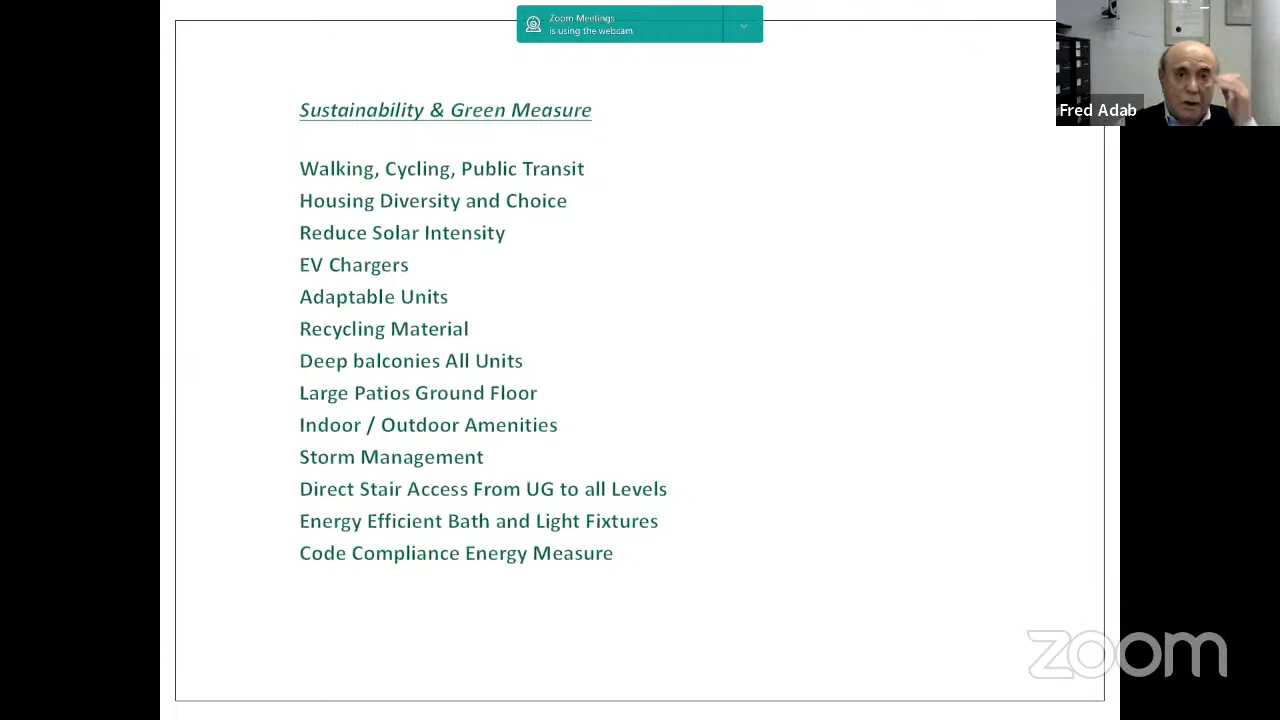 Zoom Meetings
is using the webcam
Fred Adab
Sustainability & Green Measure
Walking, Cycling, Public Transit
Housing Diversity and Choice
Reduce Solar Intensity
EV Chargers
Adaptable Units
Recycling Material
Deep balconies All Units
Large Patios Ground Floor
Indoor / Outdoor Amenities
Storm Management
Direct Stair Access From UG to all Levels
Energy Efficient Bath and Light Fixtures
Code Compliance Energy Measure
zoom